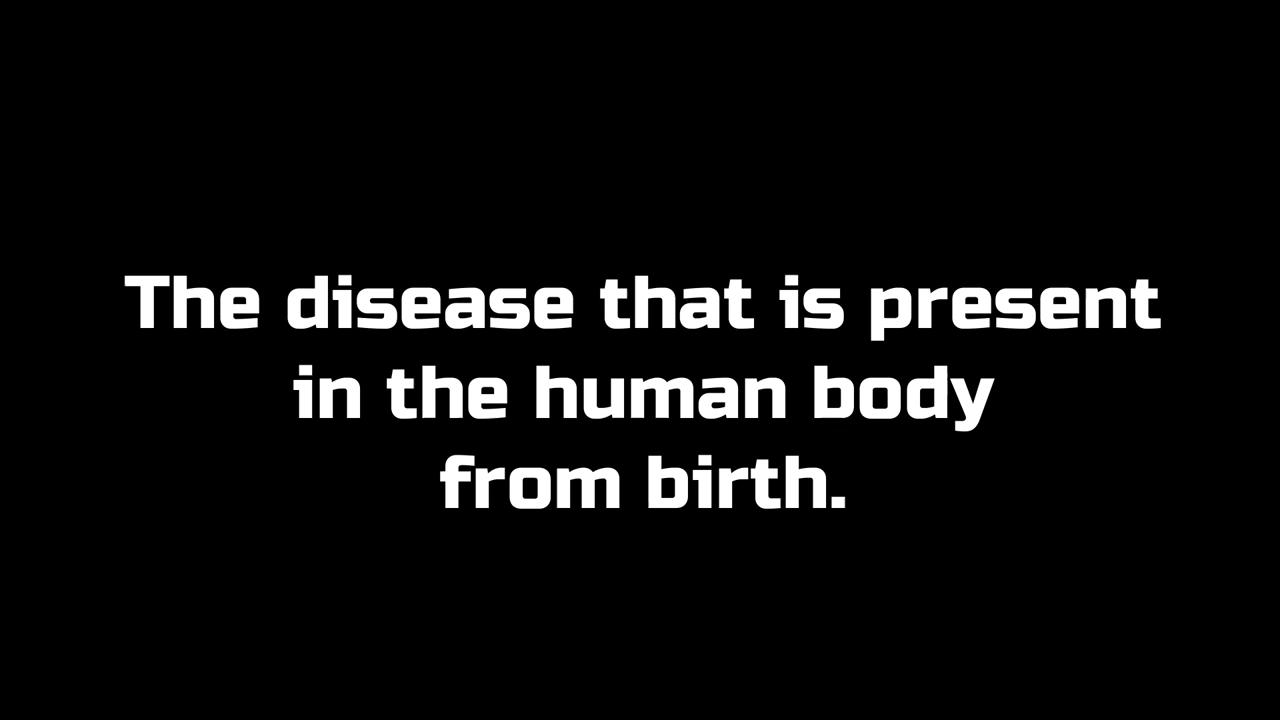 The disease that is present
in the human body
from birth.